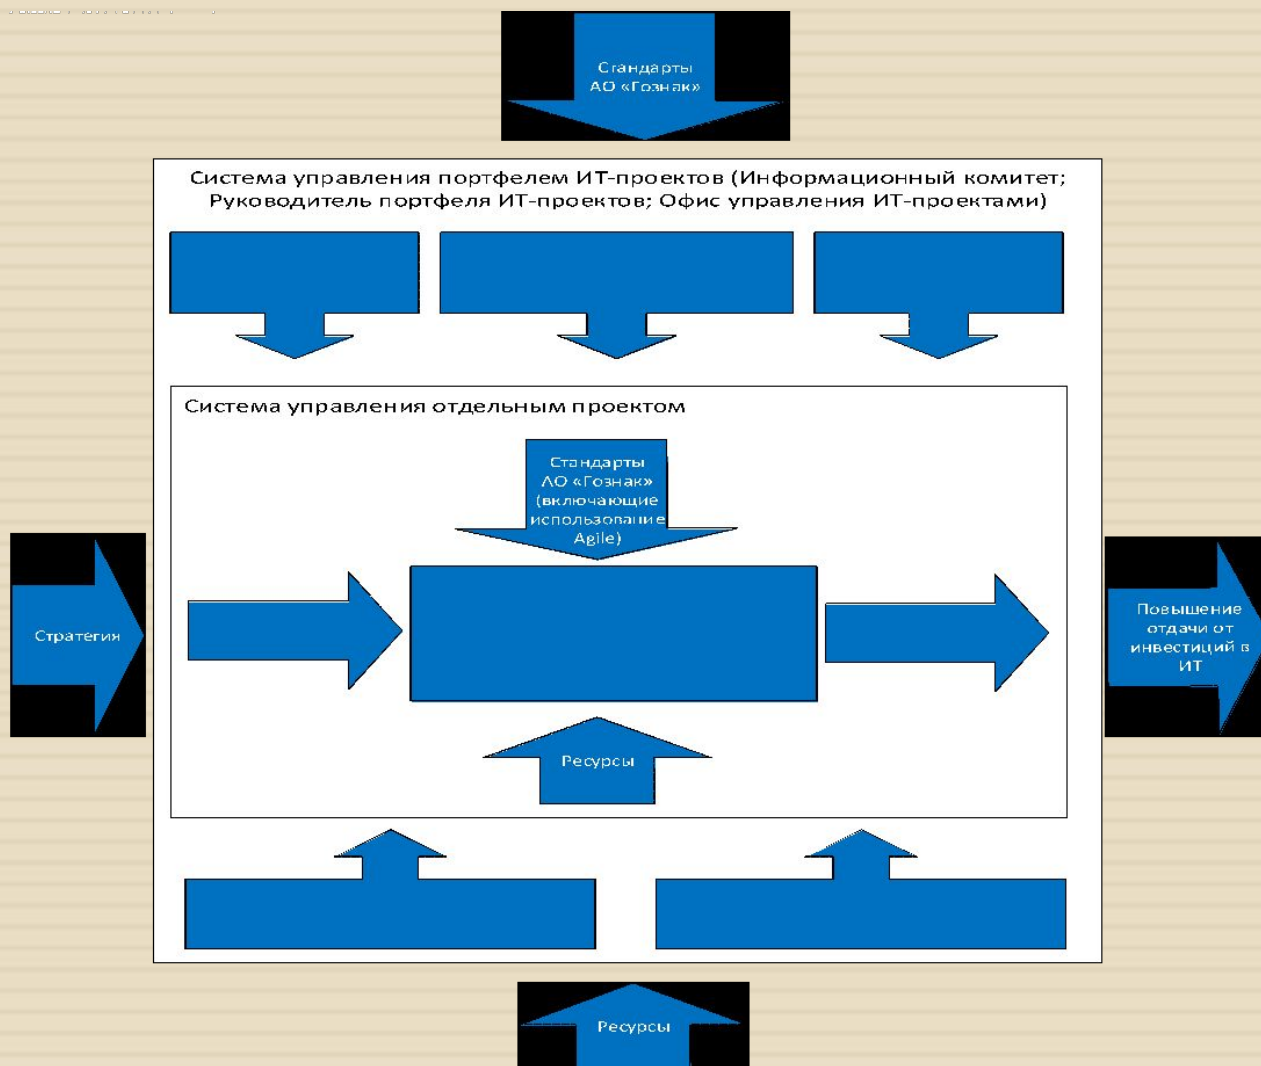 Стандарты
АО «Гознак»
Система управления портфелем ИТ-проектов (Информационный комитет;
Руководитель портфеля ИТ-проектов; Офис управления ИТ-проектами)
Система управления отдельным проектом
Стандарты
АО «Гознак»
(включающие
использование
Agile)
Стратегия
Повышение
отдачи от
инвестиций в
ИТ
Ресурсы
Ресурсы